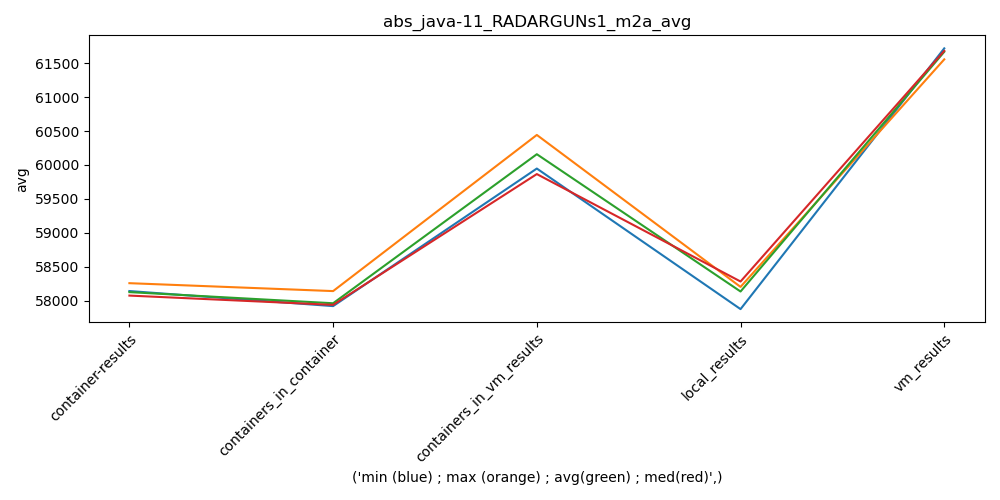 abs_java-11_RADARGUNs1_m2a_avg
avg
61500
61000
60500
60000
59500
59000
58500
58000
container-results
containers_in_container
containers_in_vm_results
local_results
vm_results
('min (blue) ; max (orange) ; avg(green) ; med(red)',)